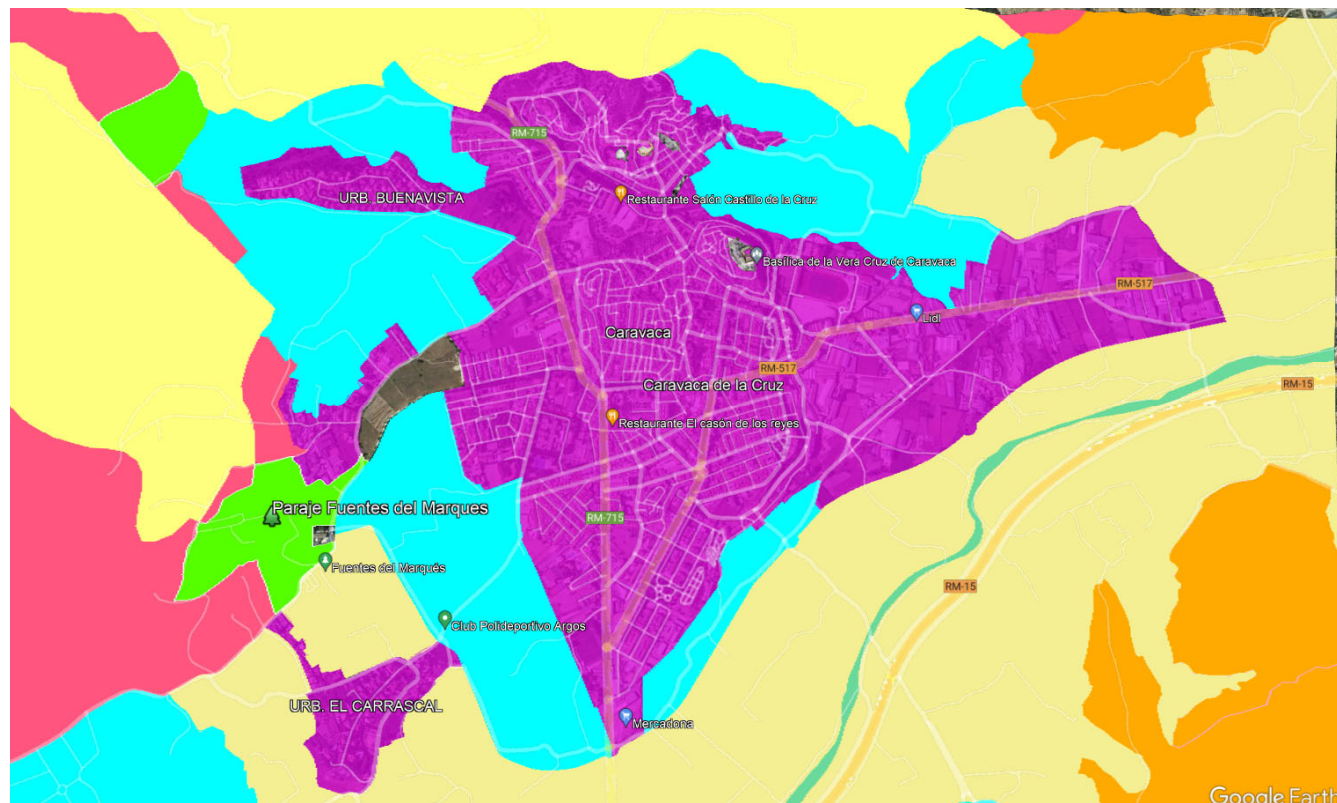 RM-715
URB. BUENAVISTA
Restaurante Salón Castillo de la Cruz
Basílica de la Vera Cruz de Caravaca
RM-517
Lidl
Caravaca
RM-517
Caravaca de la Cruz
RM-15
Restaurante El casón de los reyes
Paraje Fuentes del Marques
RM-715
Fuentes del Marqués
RM-15
Club Polideportivo Argos
URB. EL CARRASCAL
Mercadona
Google Earth